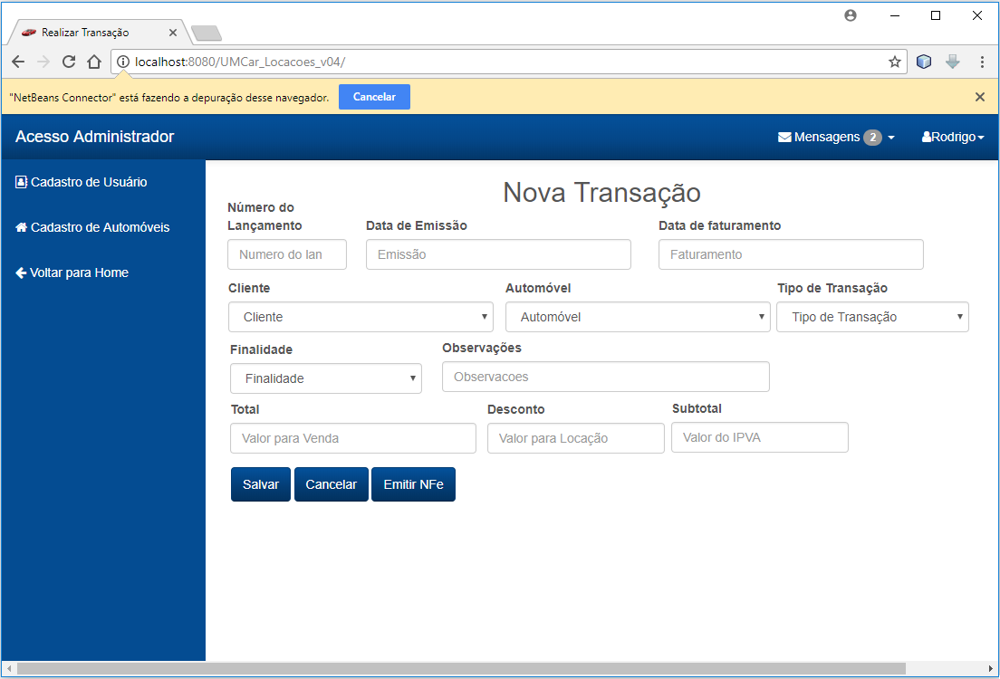 Realizar Transação
localhost:8080/UMCar_Locacoes_v04/
"NetBeans Connector" está fazendo a depuração desse navegador. Cancelar
Acesso Administrador Mensagens 2 Rodrigo
Cadastro de Usuário
Cadastro de Automóveis
Voltar para Home
Nova Transação
Número do
Lançamento Data de Emissão Data de faturamento
Numero do lan Emissão Faturamento
Cliente Automóvel Tipo de Transação
Cliente Automóvel Tipo de Transação
Finalidade Observações
Finalidade Observacoes
Total Desconto Subtotal
Valor para Venda Valor para Locação Valor do IPVA
Salvar Cancelar Emitir NFe